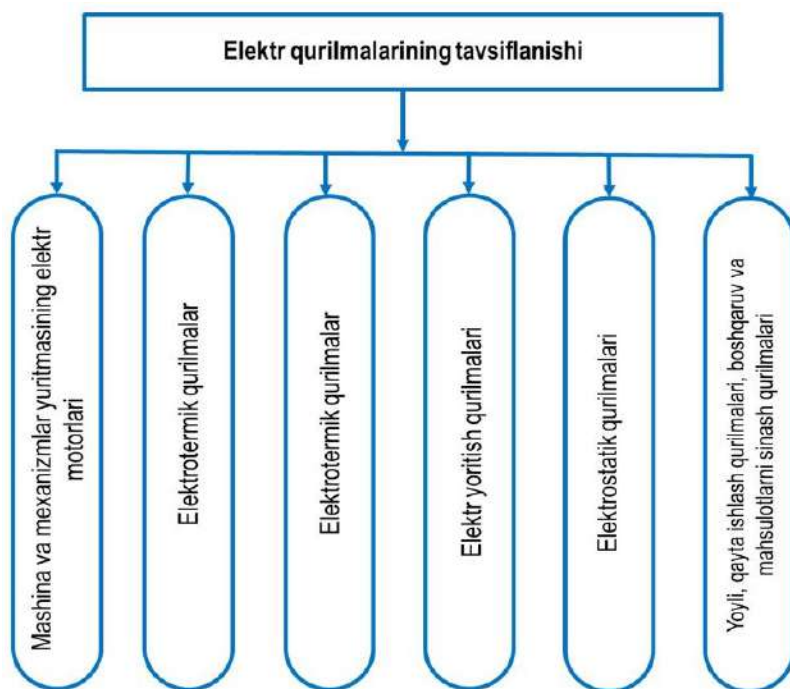 Elektr qurilmalarining tavsiflanishi
Mashina va mexanizmlar yuritmasining elektr
motorlari
Elektrotermik qurilmalar
Elektrotermik qurilmalar
Elektr yoritish qurilmalari
Elektrostatik qurilmalari
Yoyli, qayta ishlash qurilmalari, boshqaruv va
mahsulotlarni sinash qurilmalari